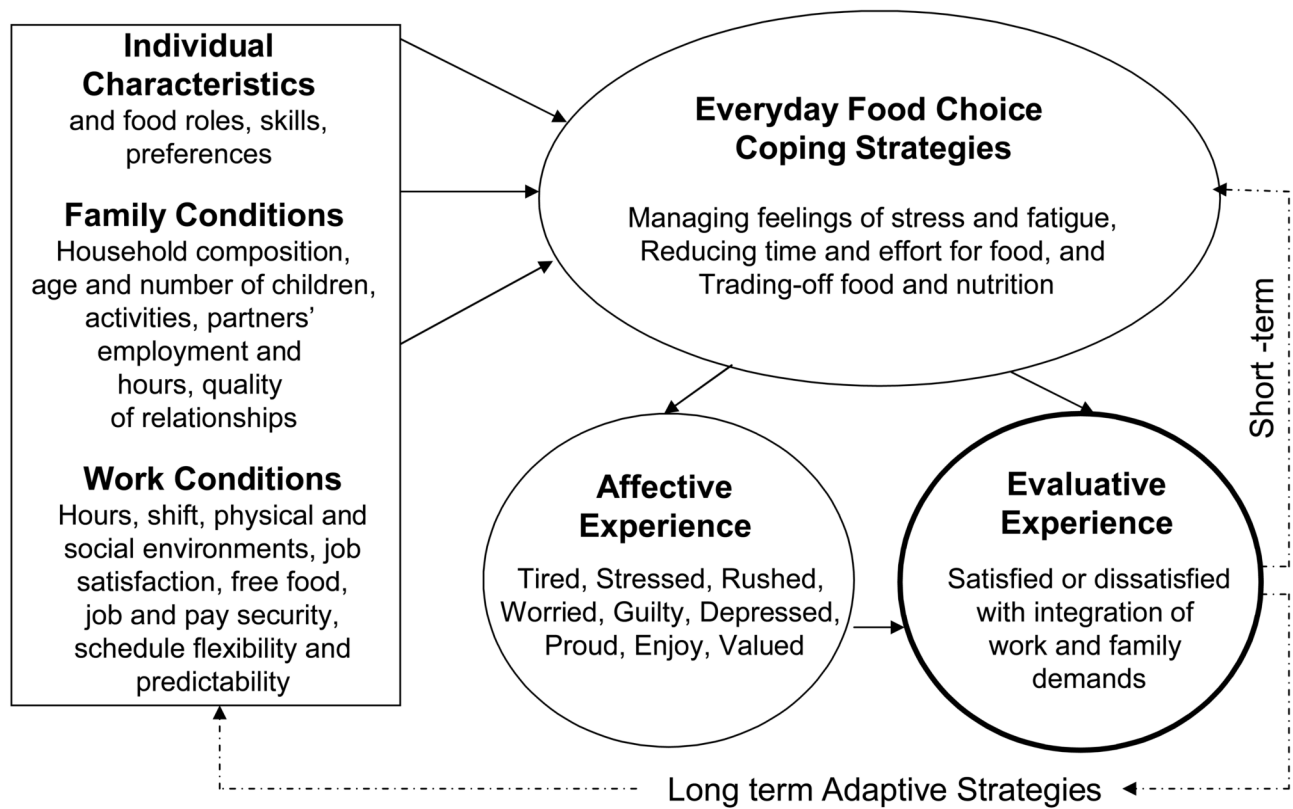 Individual
Characteristics
and food roles, skills,
preferences
Family Conditions
Household composition,
age and number of children,
activities, partners’
employment and
hours, quality
of relationships
Work Conditions
Hours, shift, physical and
social environments, job
satisfaction, free food,
job and pay security,
schedule flexibility and
predictability
Everyday Food Choice
Coping Strategies
Managing feelings of stress and fatigue,
Reducing time and effort for food, and
Trading-off food and nutrition
Affective
Experience
Tired, Stressed, Rushed,
Worried, Guilty, Depressed,
Proud, Enjoy, Valued
Evaluative
Experience
Satisfied or dissatisfied
with integration of
work and family
demands
Short -term
Long term Adaptive Strategies